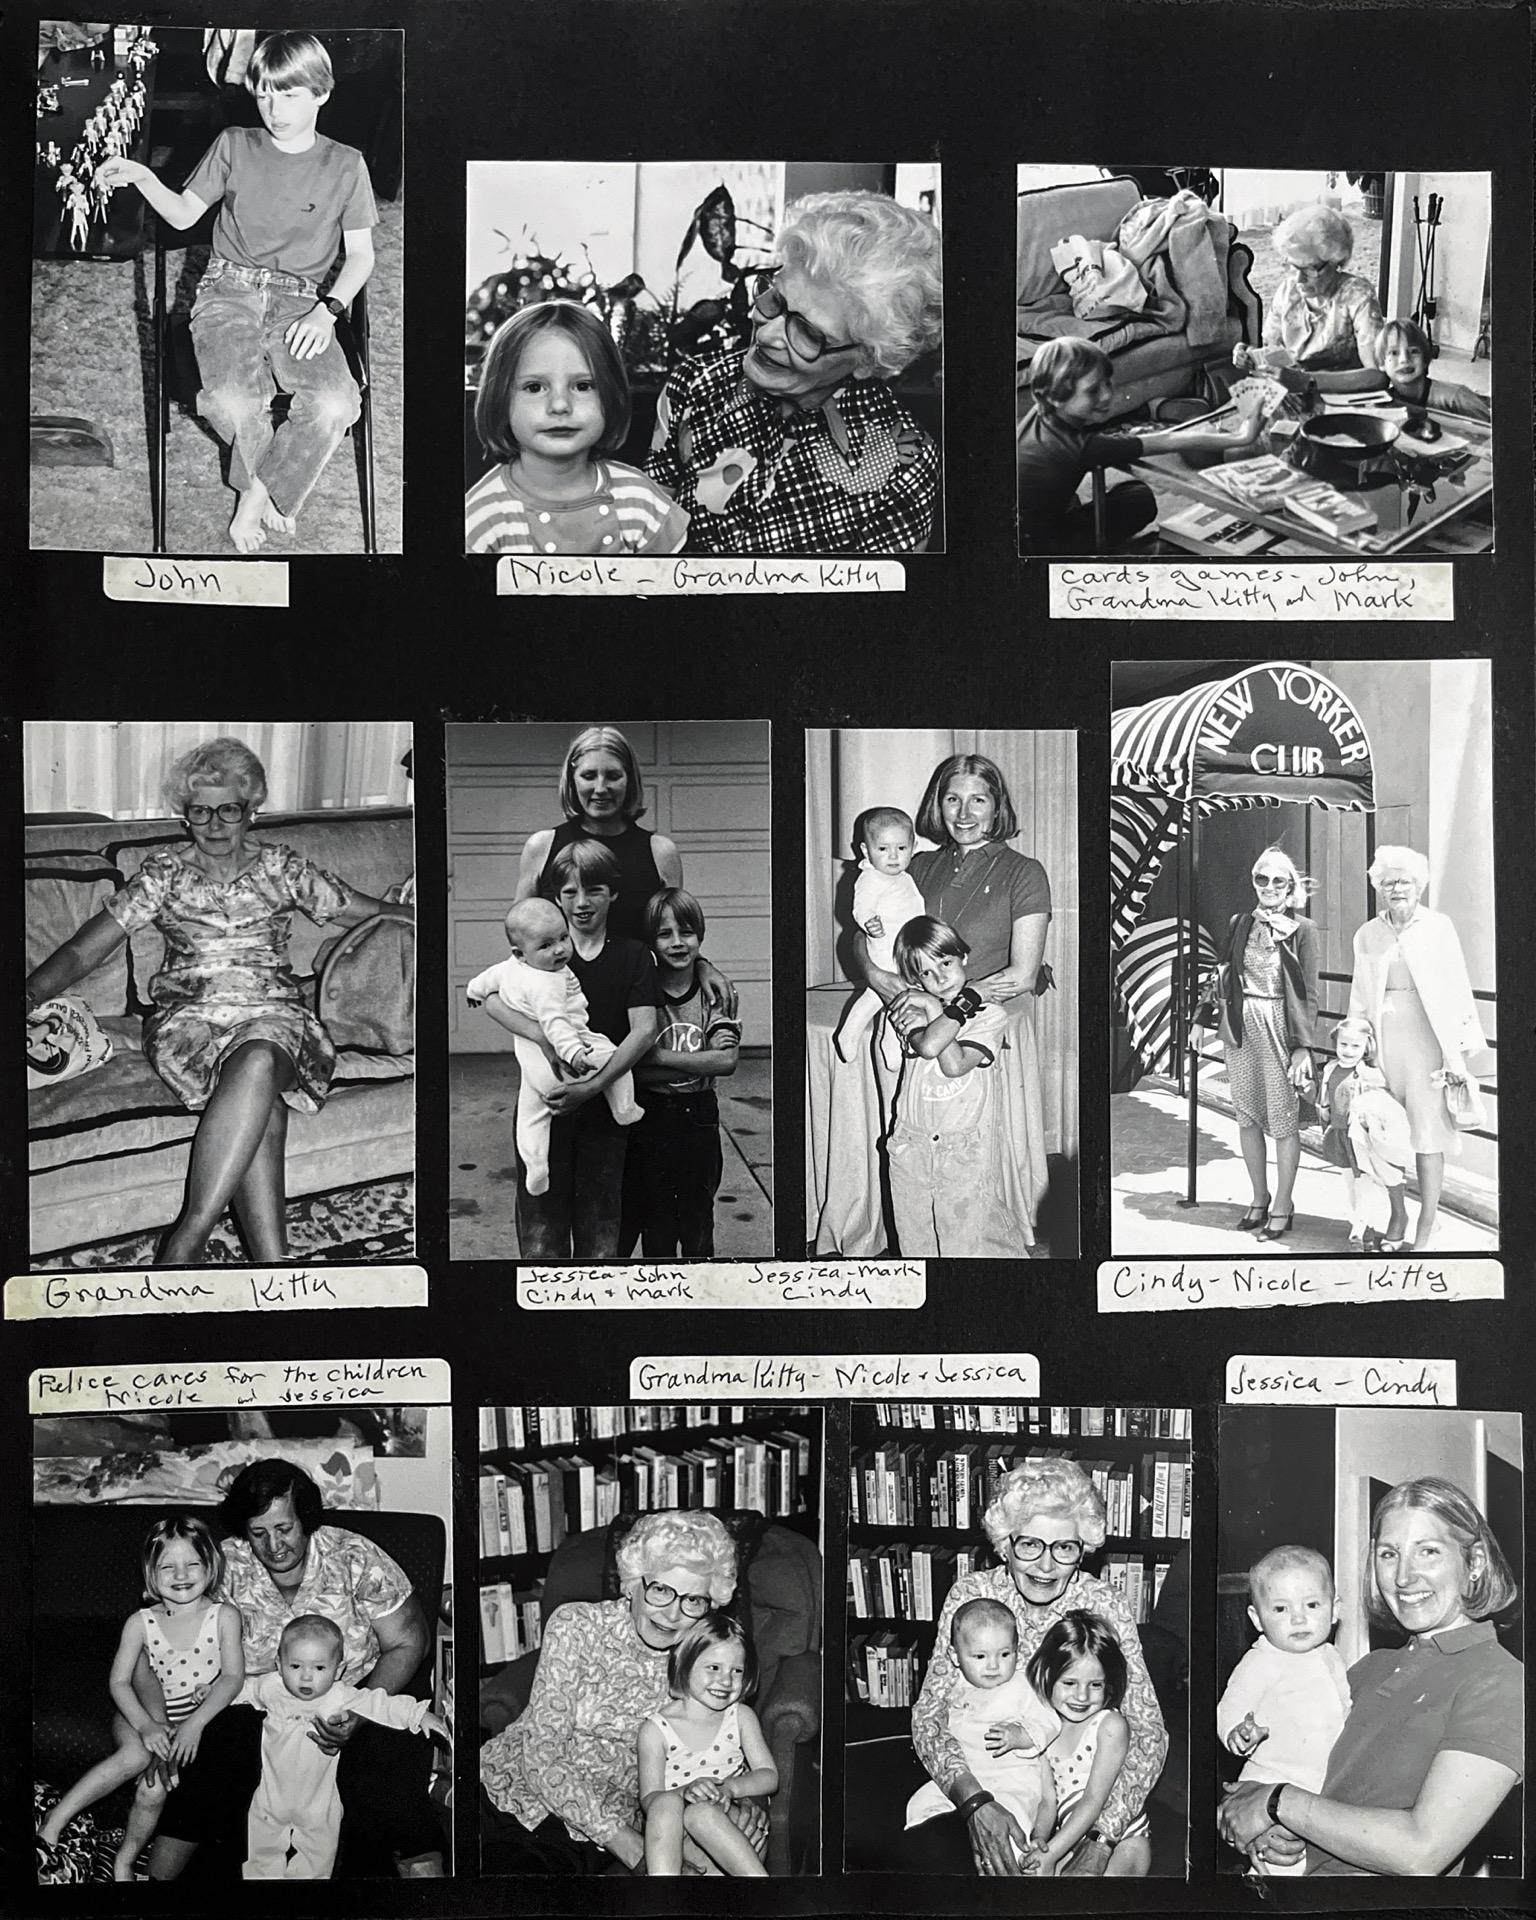 John
Nicole - Grandma Kitty
cards games - John,
Grandma Kitty and Mark
NEW YORKER
CLUB
Grandma Kitty
Jessica - John
Cindy + Mark
Jessica - Mark
Cindy
Cindy - Nicole - Kitty
Felice cares for the children
Nicole and Jessica
Grandma Kitty - Nicole + Jessica
Jessica - Cindy